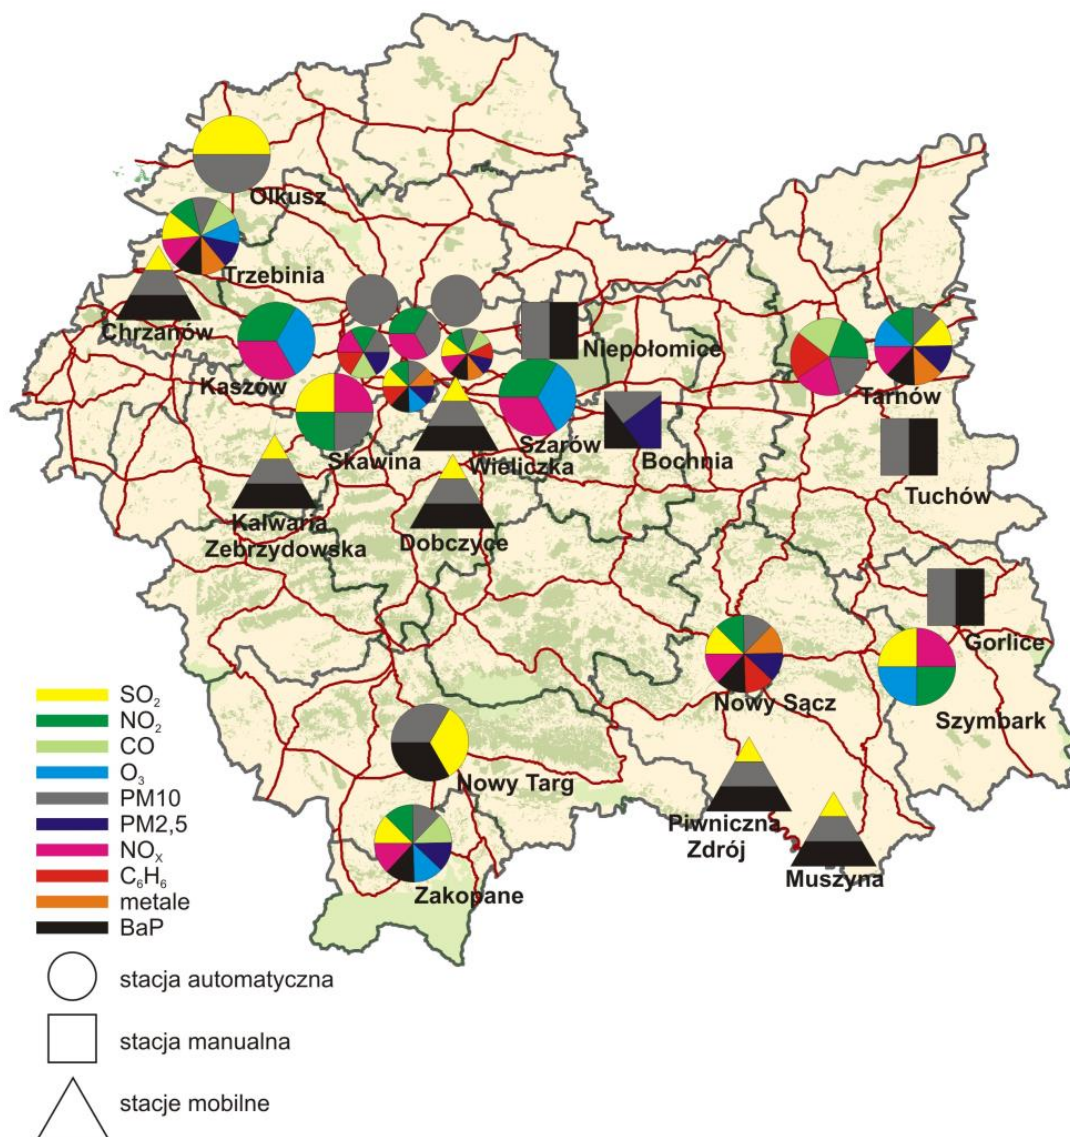 Olkusz
Trzebinia
Chrzanów
Kaszów
Niepołomice
Tarnów
Skawina
Wieliczka
Szarów
Bochnia
Tuchów
Kalwaria
Zebrzydowska
Dobczyce
Gorlice
Nowy Sącz
Szymbark
Nowy Targ
Piwniczna
Zdrój
Muszyna
Zakopane
SO₂
NO₂
CO
O₃
PM10
PM2,5
NOₓ
C₆H₆
metale
BaP
stacja automatyczna
stacja manualna
stacje mobilne